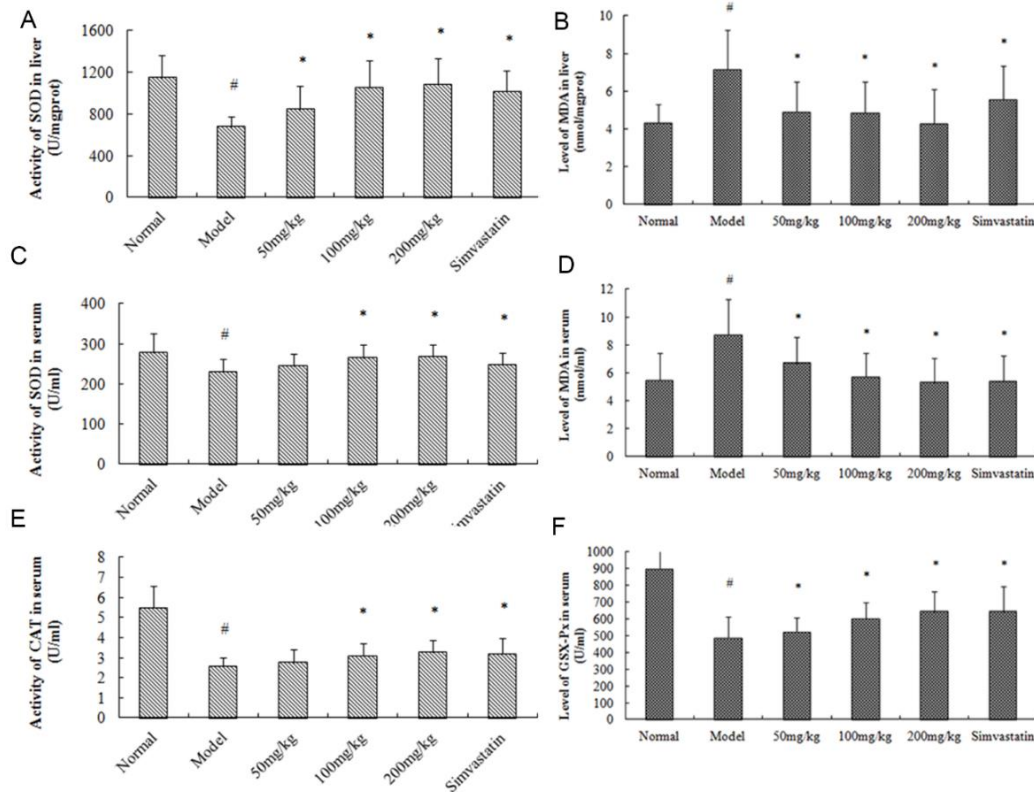 A
Activity of SOD in liver
(U/mgprot)
1600
1200
800
400
0
#
*
*
*
*
Normal
Model
50mg/kg
100mg/kg
200mg/kg
Simvastatin
B
Level of MDA in liver
(nmol/mgprot)
10
8
6
4
2
0
#
*
*
*
*
Normal
Model
50mg/kg
100mg/kg
200mg/kg
Simvastatin
C
Activity of SOD in serum
(U/ml)
400
300
200
100
0
#
*
*
*
Normal
Model
50mg/kg
100mg/kg
200mg/kg
Simvastatin
D
Level of MDA in serum
(nmol/ml)
12
10
8
6
4
2
0
#
*
*
*
*
Normal
Model
50mg/kg
100mg/kg
200mg/kg
Simvastatin
E
Activity of CAT in serum
(U/ml)
8
7
6
5
4
3
2
1
0
#
*
*
*
Normal
Model
50mg/kg
100mg/kg
200mg/kg
Simvastatin
F
Level of GSX-Px in serum
(U/ml)
1000
900
800
700
600
500
400
300
200
100
0
#
*
*
*
*
Normal
Model
50mg/kg
100mg/kg
200mg/kg
Simvastatin